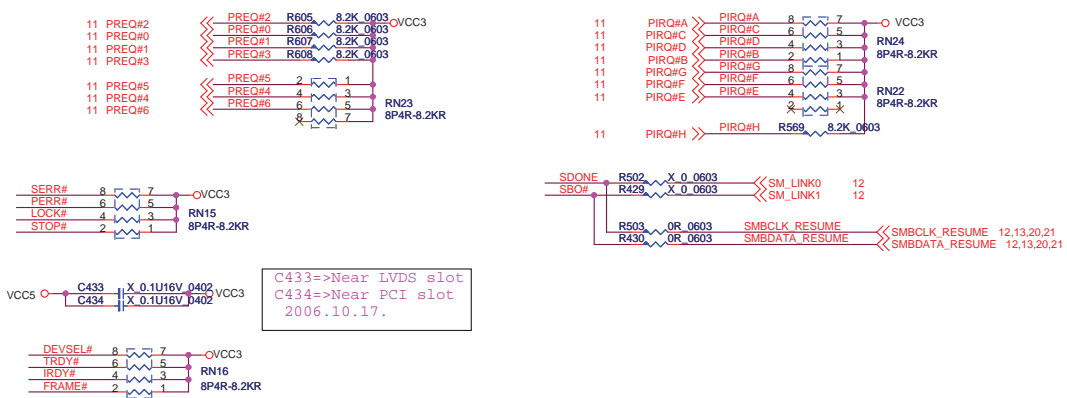 11 PREQ#2 PREQ#2 R605 8.2K_0603 VCC3
11 PREQ#0 PREQ#0 R606 8.2K_0603
11 PREQ#1 PREQ#1 R607 8.2K_0603
11 PREQ#3 PREQ#3 R608 8.2K_0603
11 PREQ#5 PREQ#5 2 1
11 PREQ#4 PREQ#4 4 3
11 PREQ#6 PREQ#6 6 5
8 7
RN23
8P4R-8.2KR
11 PIRQ#A PIRQ#A 8 7 VCC3
11 PIRQ#C PIRQ#C 6 5
11 PIRQ#D PIRQ#D 4 3
11 PIRQ#B PIRQ#B 2 1
RN24
8P4R-8.2KR
11 PIRQ#G PIRQ#G 8 7
11 PIRQ#F PIRQ#F 6 5
11 PIRQ#E PIRQ#E 4 3
2 1
RN22
8P4R-8.2KR
11 PIRQ#H PIRQ#H R569 8.2K_0603
SERR# 8 7 VCC3
PERR# 6 5
LOCK# 4 3
STOP# 2 1
RN15
8P4R-8.2KR
SDONE R502 X_0_0603 SM_LINK0 12
SBO# R429 X_0_0603 SM_LINK1 12
R503 0R_0603 SMBCLK_RESUME SMBCLK_RESUME 12,13,20,21
R430 0R_0603 SMBDATA_RESUME SMBDATA_RESUME 12,13,20,21
VCC5 C433 X_0.1U16V_0402 VCC3
C434 X_0.1U16V_0402
C433=>Near LVDS slot
C434=>Near PCI slot
2006.10.17.
DEVSEL# 8 7 VCC3
TRDY# 6 5
IRDY# 4 3
FRAME# 2 1
RN16
8P4R-8.2KR